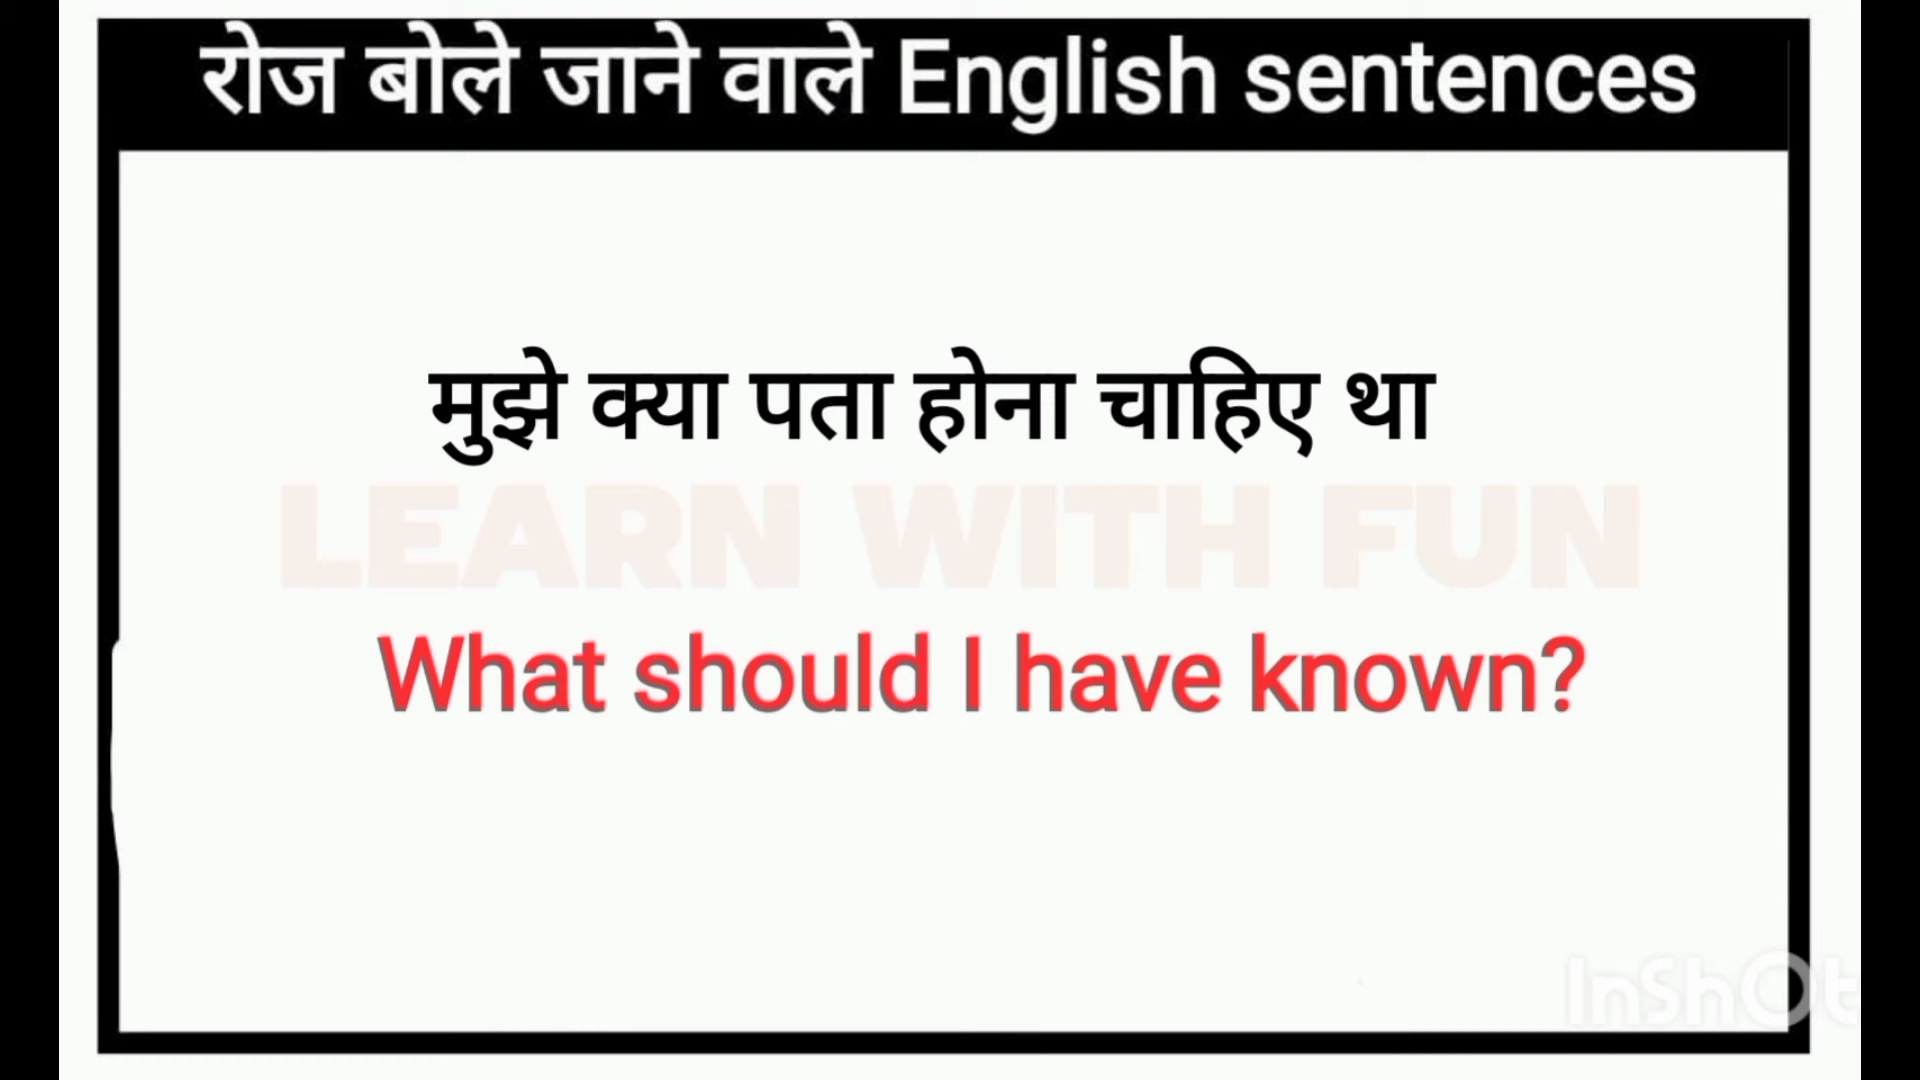 रोज बोले जाने वाले English sentences
मुझे क्या पता होना चाहिए था
LEARN WITH FUN
What should I have known?
InShOt